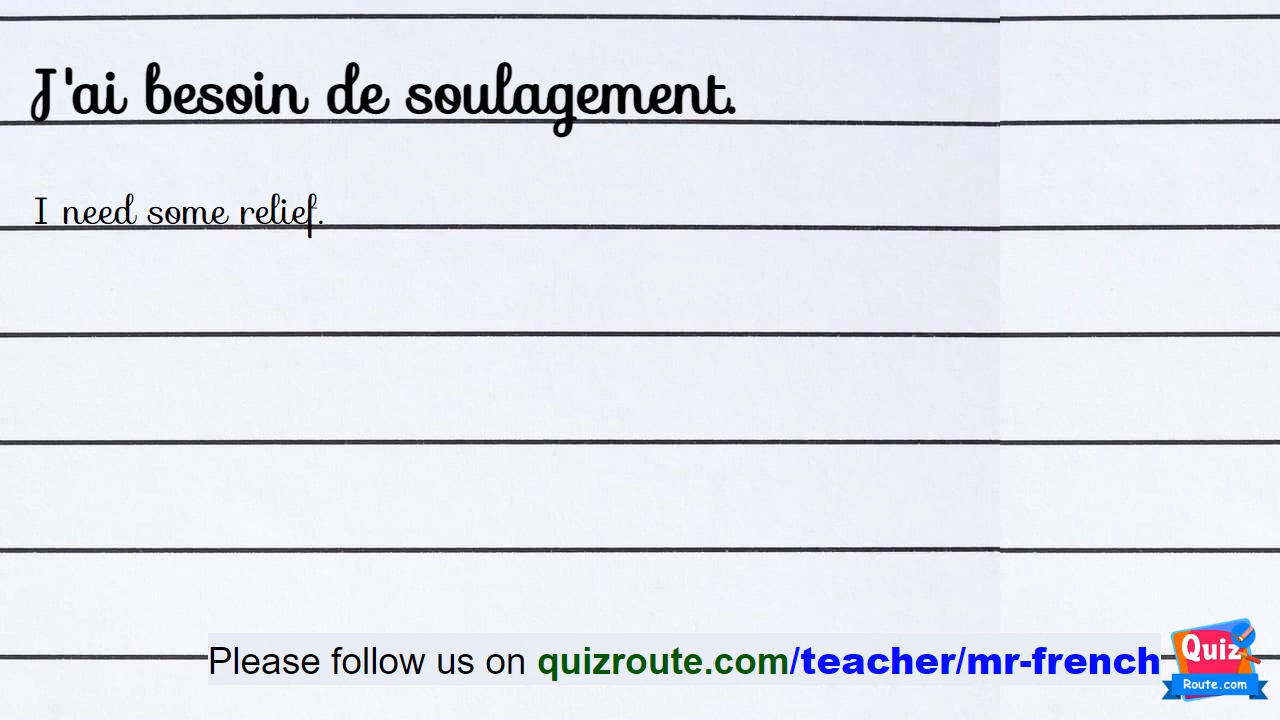 J'ai besoin de soulagement.
I need some relief.
Please follow us on quizroute.com/teacher/mr-french
Quiz
Route.com